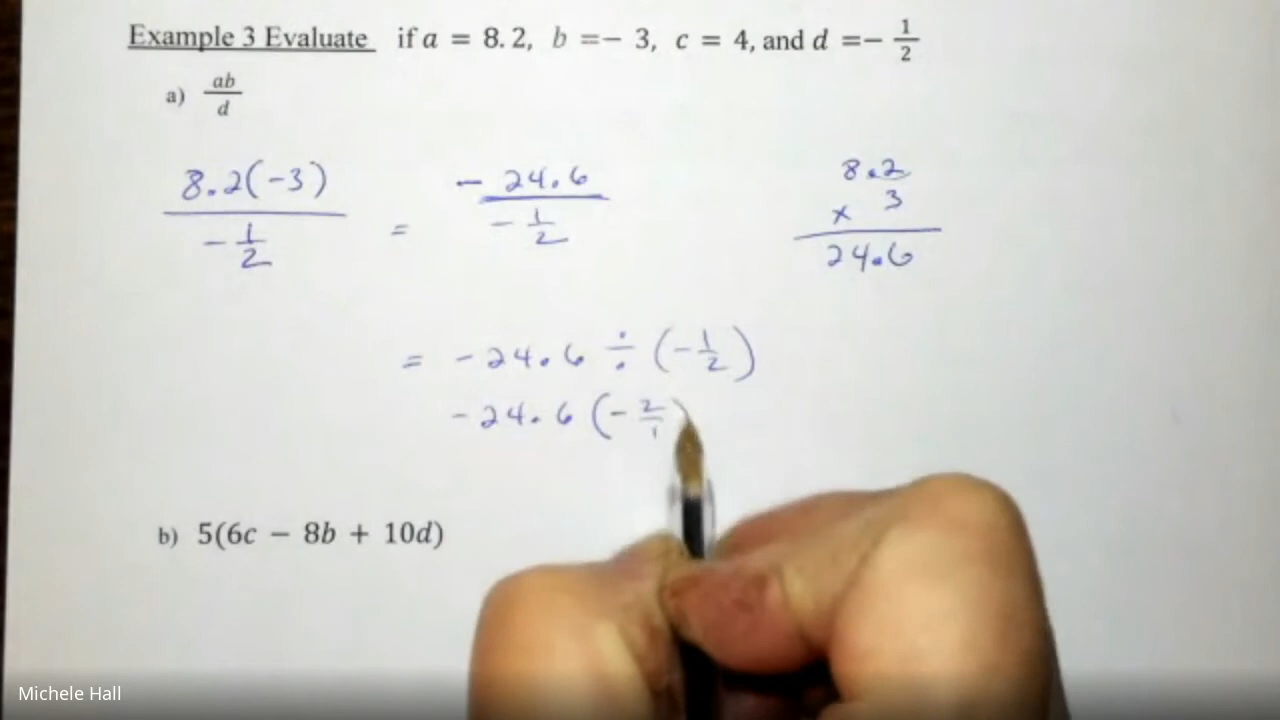 Example 3 Evaluate if a = 8.2, b =− 3, c = 4, and d =− 1/2
a) ab/d
8.2(-3)/-1/2 = -24.6/-1/2
8.2
x 3
24.6
= -24.6 ÷ (-1/2)
-24.6 (-2/1)
b) 5(6c − 8b + 10d)
Michele Hall